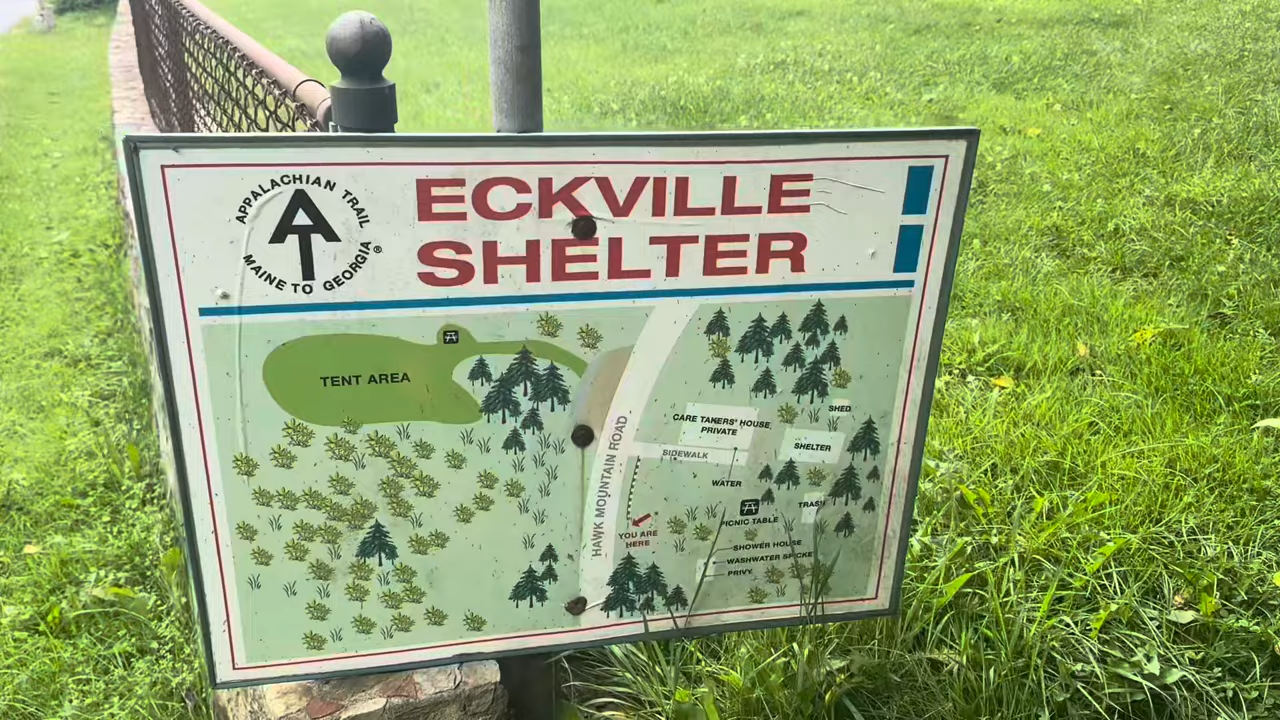 APPALACHIAN TRAIL
MAINE TO GEORGIA®
ECKVILLE
SHELTER
TENT AREA
HAWK MOUNTAIN ROAD
SHED
CARE TAKERS' HOUSE
PRIVATE
SHELTER
SIDEWALK
WATER
TRASH
PICNIC TABLE
YOU ARE
HERE
SHOWER HOUSE
WASHWATER SPICKET
PRIVY